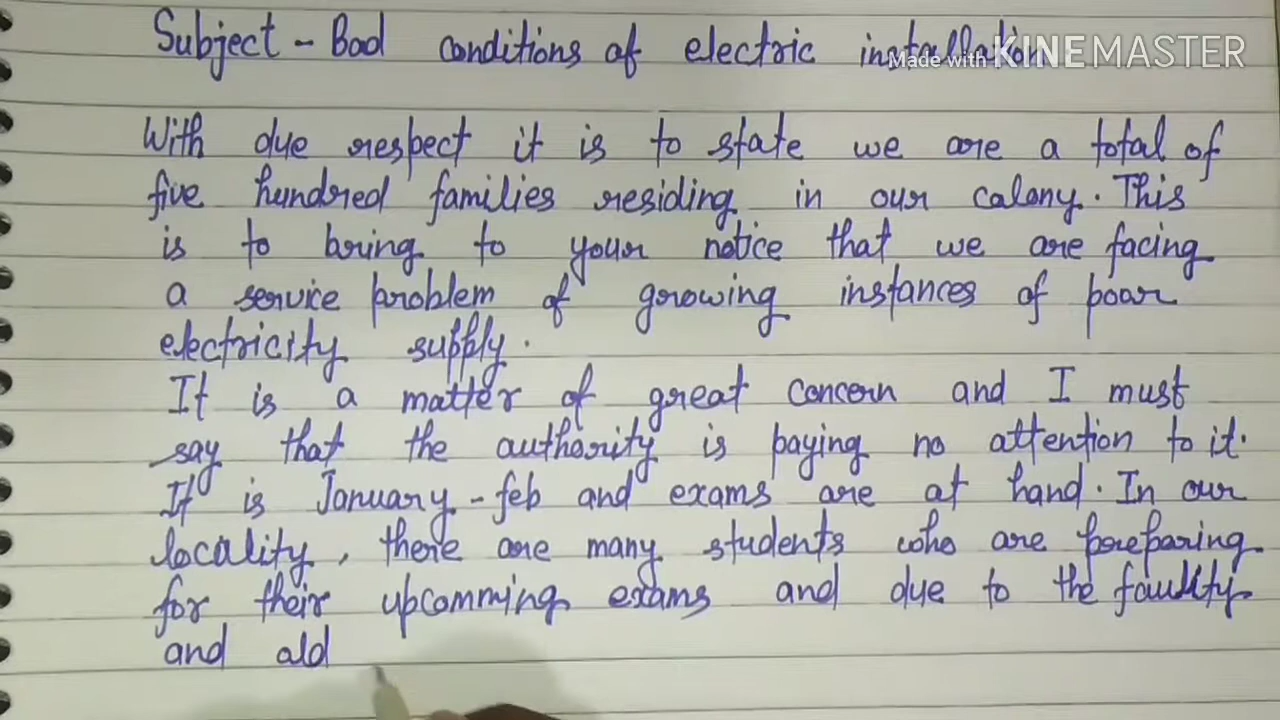 Subject - Bad conditions of electric installation
Made with KINEMASTER
With due respect it is to state we are a total of
five hundred families residing in our colony. This
is to bring to your notice that we are facing
a service problem of growing instances of poor
electricity supply.
It is a matter of great concern and I must
say that the authority is paying no attention to it.
It is January - feb and exams are at hand. In our
locality, there are many students who are preparing
for their upcomming exams and due to the faulity
and old